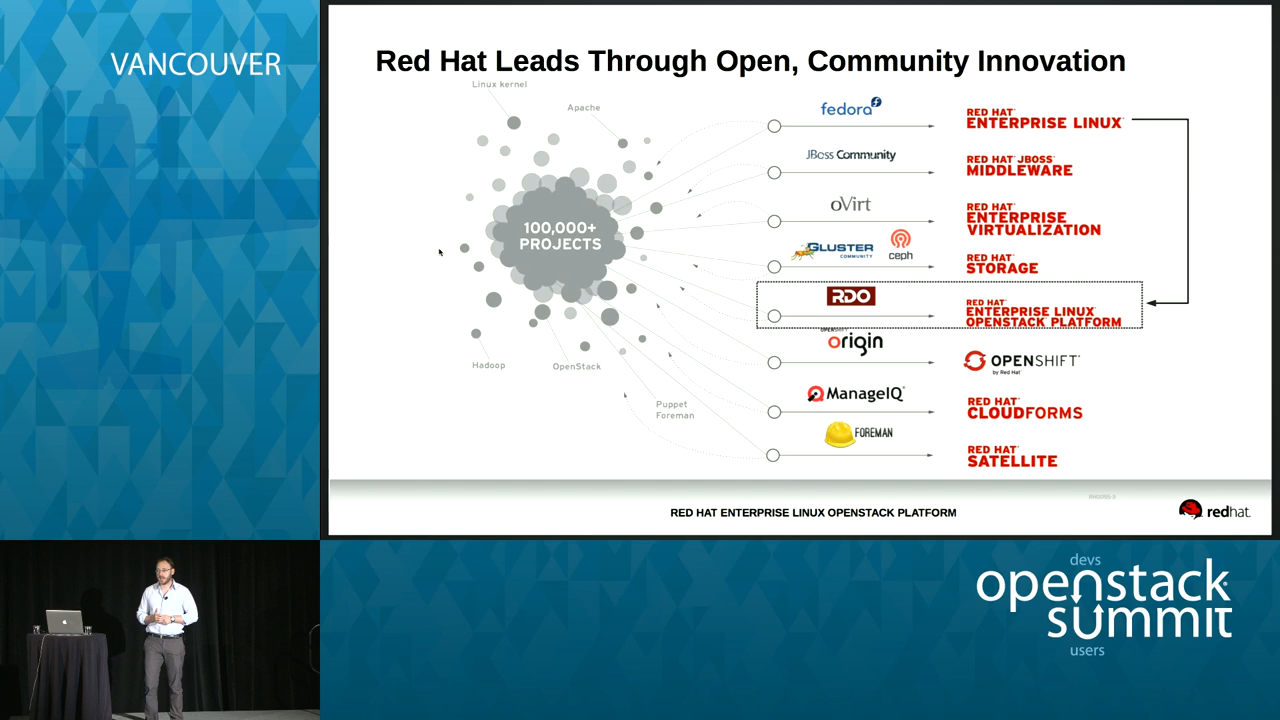 VANCOUVER
Red Hat Leads Through Open, Community Innovation
Linux kernel
Apache
100,000+
PROJECTS
Hadoop
OpenStack
Puppet
Foreman
fedora
RED HAT
ENTERPRISE LINUX
JBoss Community
RED HAT JBOSS
MIDDLEWARE
oVirt
RED HAT
ENTERPRISE
VIRTUALIZATION
GLUSTER
COMMUNITY
ceph
RED HAT
STORAGE
RDO
RED HAT
ENTERPRISE LINUX
OPENSTACK PLATFORM
OPENSHIFT
origin
OPENSHIFT
by Red Hat
ManageIQ
RED HAT
CLOUDFORMS
FOREMAN
RED HAT
SATELLITE
RED HAT ENTERPRISE LINUX OPENSTACK PLATFORM
redhat.
devs
openstack
summit
users